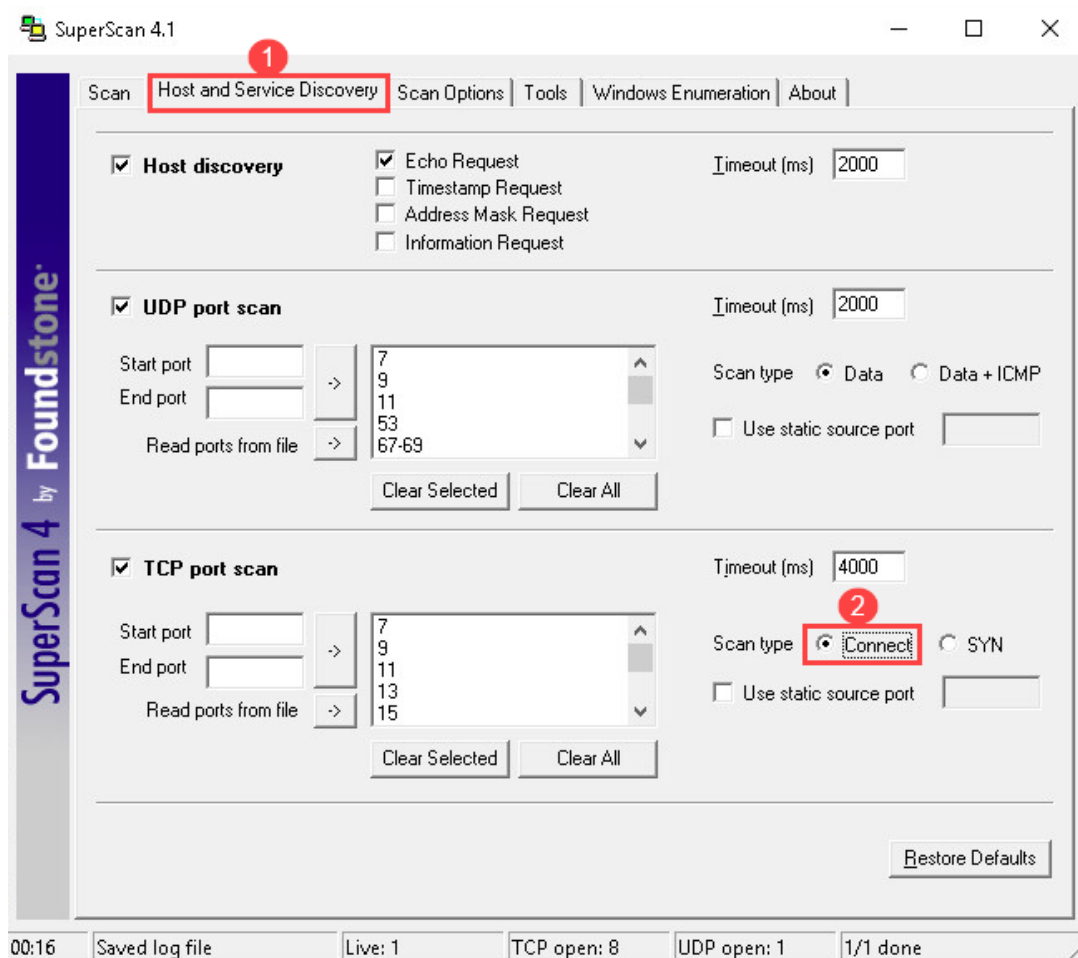 SuperScan 4.1
1
Scan Host and Service Discovery Scan Options Tools Windows Enumeration About
Host discovery
Echo Request
Timestamp Request
Address Mask Request
Information Request
Timeout (ms) 2000
UDP port scan
Timeout (ms) 2000
Start port
End port
->
Read ports from file ->
7
9
11
53
67-69
Clear Selected Clear All
Scan type Data Data + ICMP
Use static source port
TCP port scan
Timeout (ms) 4000
2
Start port
End port
->
Read ports from file ->
7
9
11
13
15
Clear Selected Clear All
Scan type Connect SYN
Use static source port
Restore Defaults
SuperScan 4 by Foundstone
00:16 Saved log file Live: 1 TCP open: 8 UDP open: 1 1/1 done